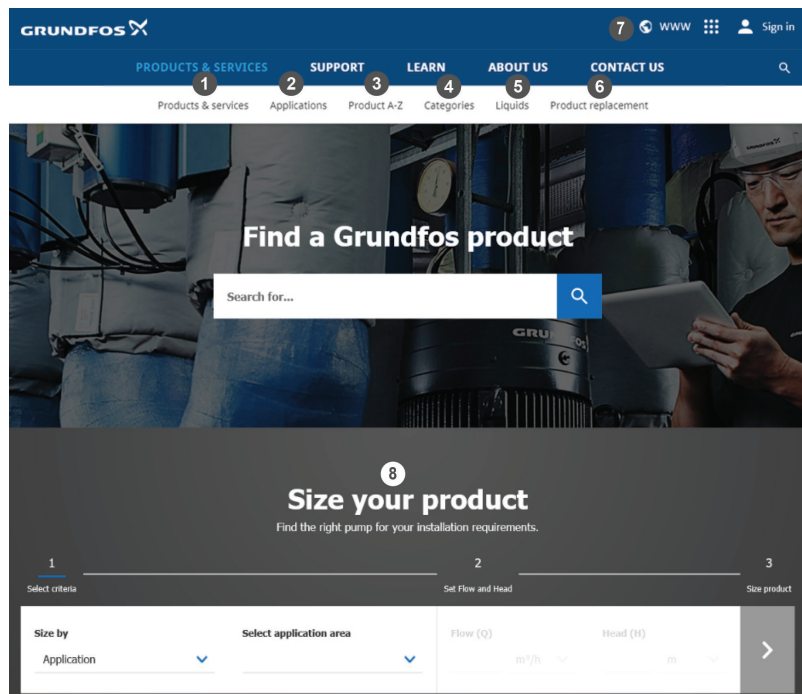 GRUNDFOS
7 WWW Sign in
PRODUCTS & SERVICES SUPPORT LEARN ABOUT US CONTACT US
1 2 3 4 5 6
Products & services Applications Product A-Z Categories Liquids Product replacement
Find a Grundfos product
Search for...
8
Size your product
Find the right pump for your installation requirements.
1 2 3
Select criteria Set Flow and Head Size product
Size by Select application area Flow (Q) Head (H)
Application m³/h m